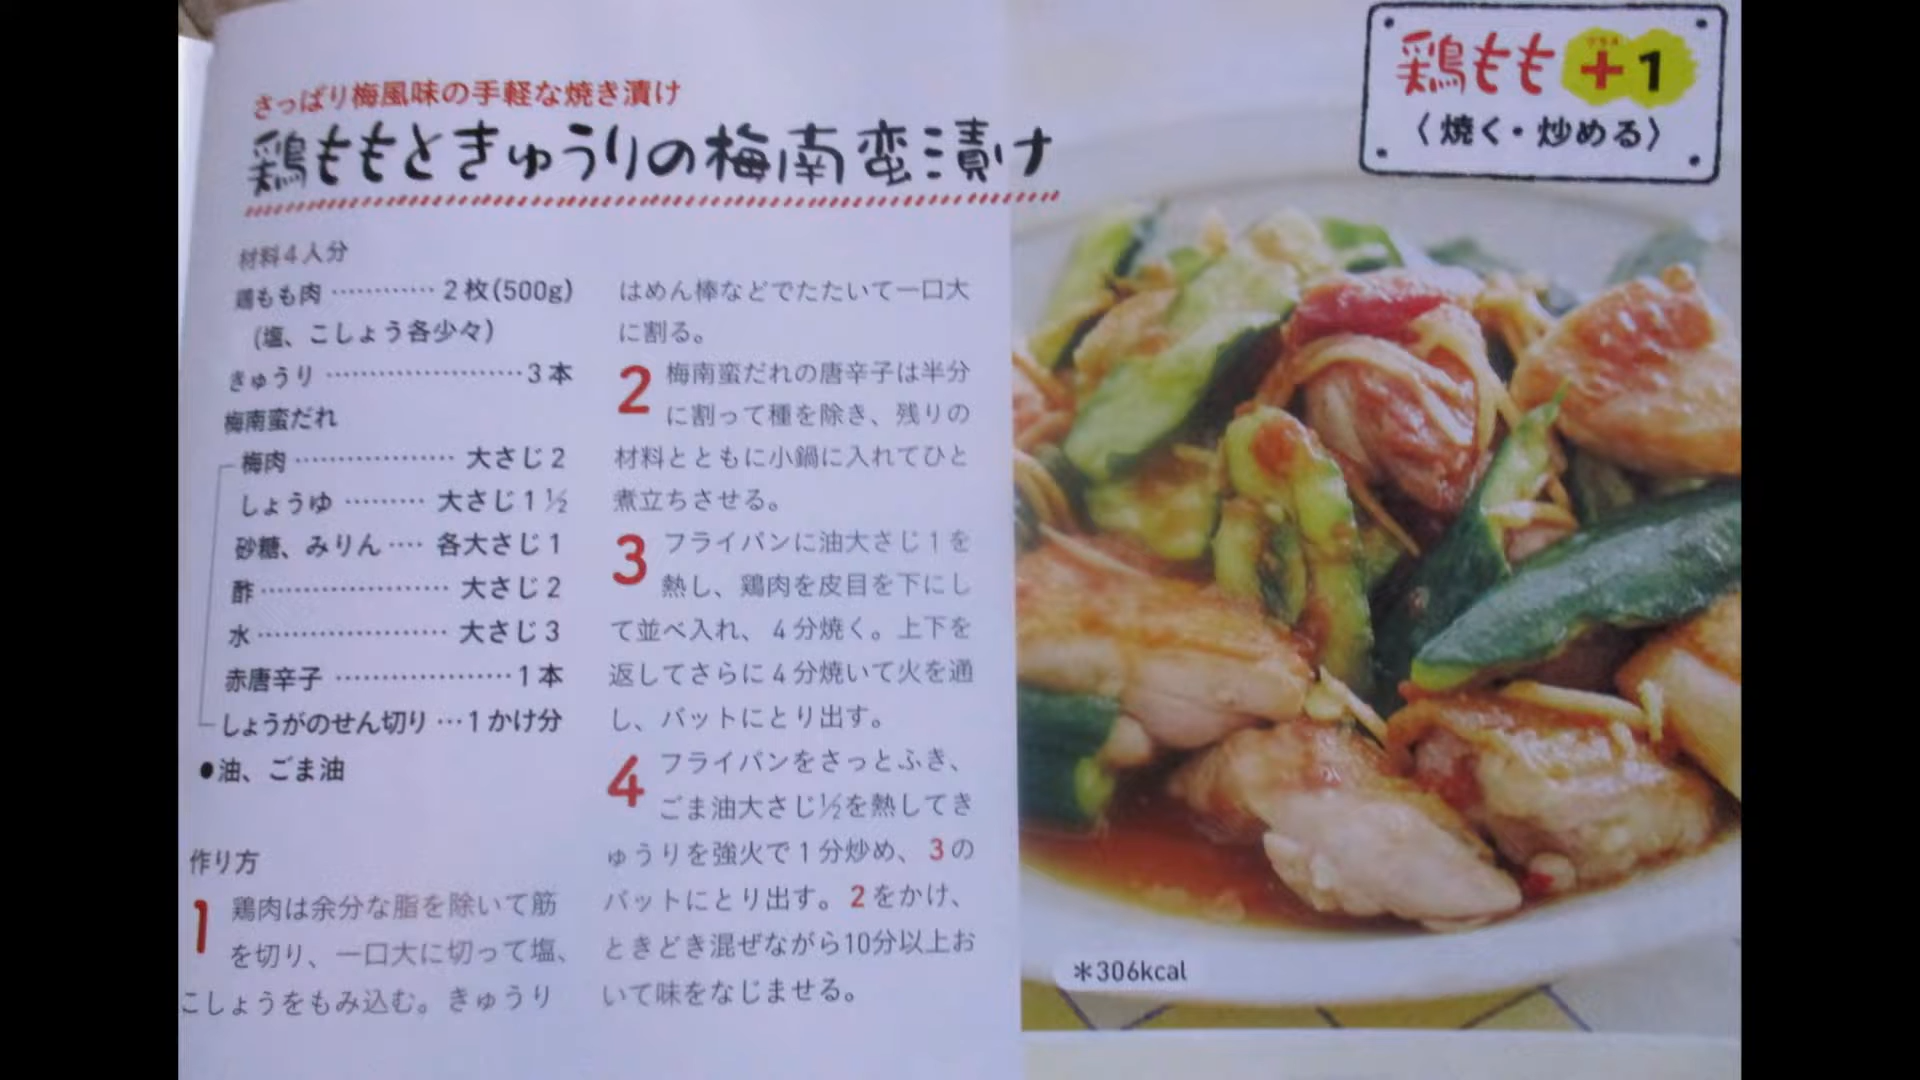 さっぱり梅風味の手軽な焼き漬け
鶏ももときゅうりの梅南蛮漬け
材料4人分
鶏もも肉…………2枚(500g)
(塩、こしょう各少々)
きゅうり……………………3本
梅南蛮だれ
梅肉………………大さじ2
しょうゆ………大さじ1½
砂糖、みりん‥‥各大さじ1
酢……………………大さじ2
水……………………大さじ3
赤唐辛子…………………1本
しょうがのせん切り…1かけ分
●油、ごま油
作り方
1 鶏肉は余分な脂を除いて筋
を切り、一口大に切って塩、
こしょうをもみ込む。きゅうり
はめん棒などでたたいて一口大
に割る。
2 梅南蛮だれの唐辛子は半分
に割って種を除き、残りの
材料とともに小鍋に入れてひと
煮立ちさせる。
3 フライパンに油大さじ1を
熱し、鶏肉を皮目を下にし
て並べ入れ、4分焼く。上下を
返してさらに4分焼いて火を通
し、バットにとり出す。
4 フライパンをさっとふき、
ごま油大さじ½を熱してき
ゅうりを強火で1分炒め、3の
バットにとり出す。2をかけ、
ときどき混ぜながら10分以上お
いて味をなじませる。
プラス
鶏もも+1
〈焼く・炒める〉
*306kcal